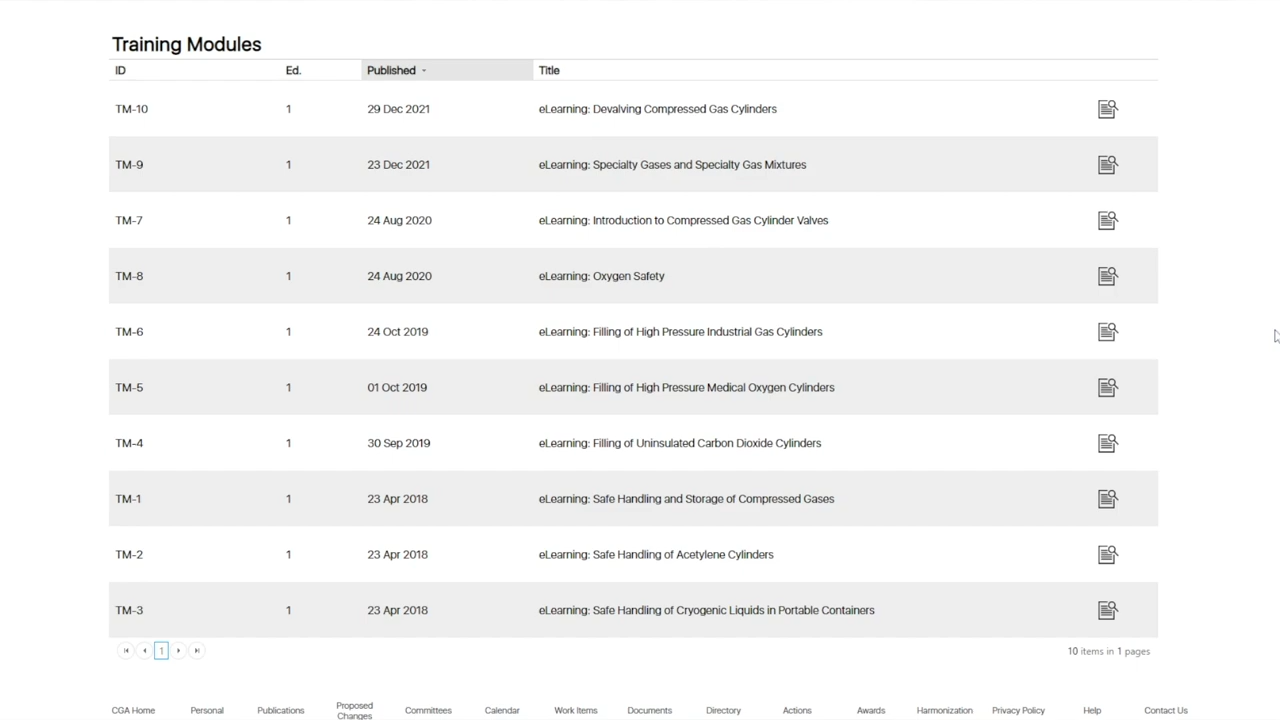 Training Modules
ID Ed. Published Title
TM-10 1 29 Dec 2021 eLearning: Devalving Compressed Gas Cylinders
TM-9 1 23 Dec 2021 eLearning: Specialty Gases and Specialty Gas Mixtures
TM-7 1 24 Aug 2020 eLearning: Introduction to Compressed Gas Cylinder Valves
TM-8 1 24 Aug 2020 eLearning: Oxygen Safety
TM-6 1 24 Oct 2019 eLearning: Filling of High Pressure Industrial Gas Cylinders
TM-5 1 01 Oct 2019 eLearning: Filling of High Pressure Medical Oxygen Cylinders
TM-4 1 30 Sep 2019 eLearning: Filling of Uninsulated Carbon Dioxide Cylinders
TM-1 1 23 Apr 2018 eLearning: Safe Handling and Storage of Compressed Gases
TM-2 1 23 Apr 2018 eLearning: Safe Handling of Acetylene Cylinders
TM-3 1 23 Apr 2018 eLearning: Safe Handling of Cryogenic Liquids in Portable Containers
1 10 items in 1 pages
CGA Home Personal Publications Proposed Changes Committees Calendar Work Items Documents Directory Actions Awards Harmonization Privacy Policy Help Contact Us